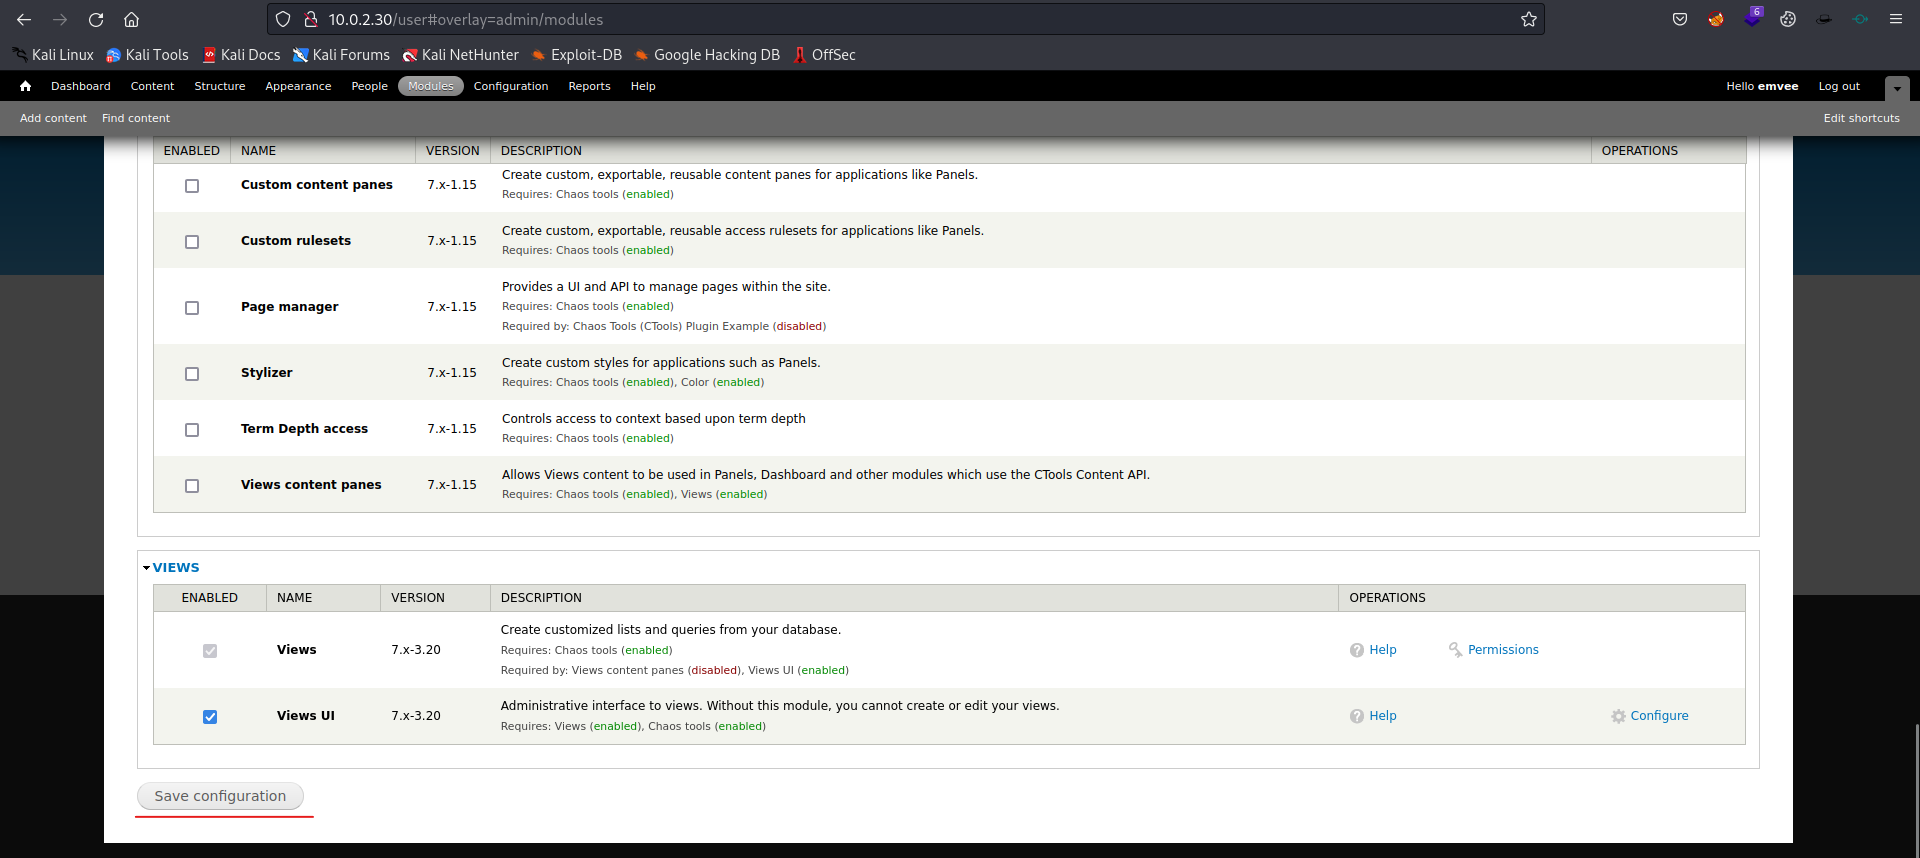 10.0.2.30/user#overlay=admin/modules
6
Kali Linux Kali Tools Kali Docs Kali Forums Kali NetHunter Exploit-DB Google Hacking DB OffSec
Dashboard Content Structure Appearance People Modules Configuration Reports Help Hello emvee Log out
Add content Find content Edit shortcuts
ENABLED NAME VERSION DESCRIPTION OPERATIONS
Create custom, exportable, reusable content panes for applications like Panels.
Custom content panes 7.x-1.15
Requires: Chaos tools (enabled)
Create custom, exportable, reusable access rulesets for applications like Panels.
Custom rulesets 7.x-1.15
Requires: Chaos tools (enabled)
Provides a UI and API to manage pages within the site.
Page manager 7.x-1.15 Requires: Chaos tools (enabled)
Required by: Chaos Tools (CTools) Plugin Example (disabled)
Create custom styles for applications such as Panels.
Stylizer 7.x-1.15
Requires: Chaos tools (enabled), Color (enabled)
Controls access to context based upon term depth
Term Depth access 7.x-1.15
Requires: Chaos tools (enabled)
Allows Views content to be used in Panels, Dashboard and other modules which use the CTools Content API.
Views content panes 7.x-1.15
Requires: Chaos tools (enabled), Views (enabled)
VIEWS
ENABLED NAME VERSION DESCRIPTION OPERATIONS
Create customized lists and queries from your database.
Views 7.x-3.20 Requires: Chaos tools (enabled) Help Permissions
Required by: Views content panes (disabled), Views UI (enabled)
Administrative interface to views. Without this module, you cannot create or edit your views.
Views UI 7.x-3.20 Help Configure
Requires: Views (enabled), Chaos tools (enabled)
Save configuration